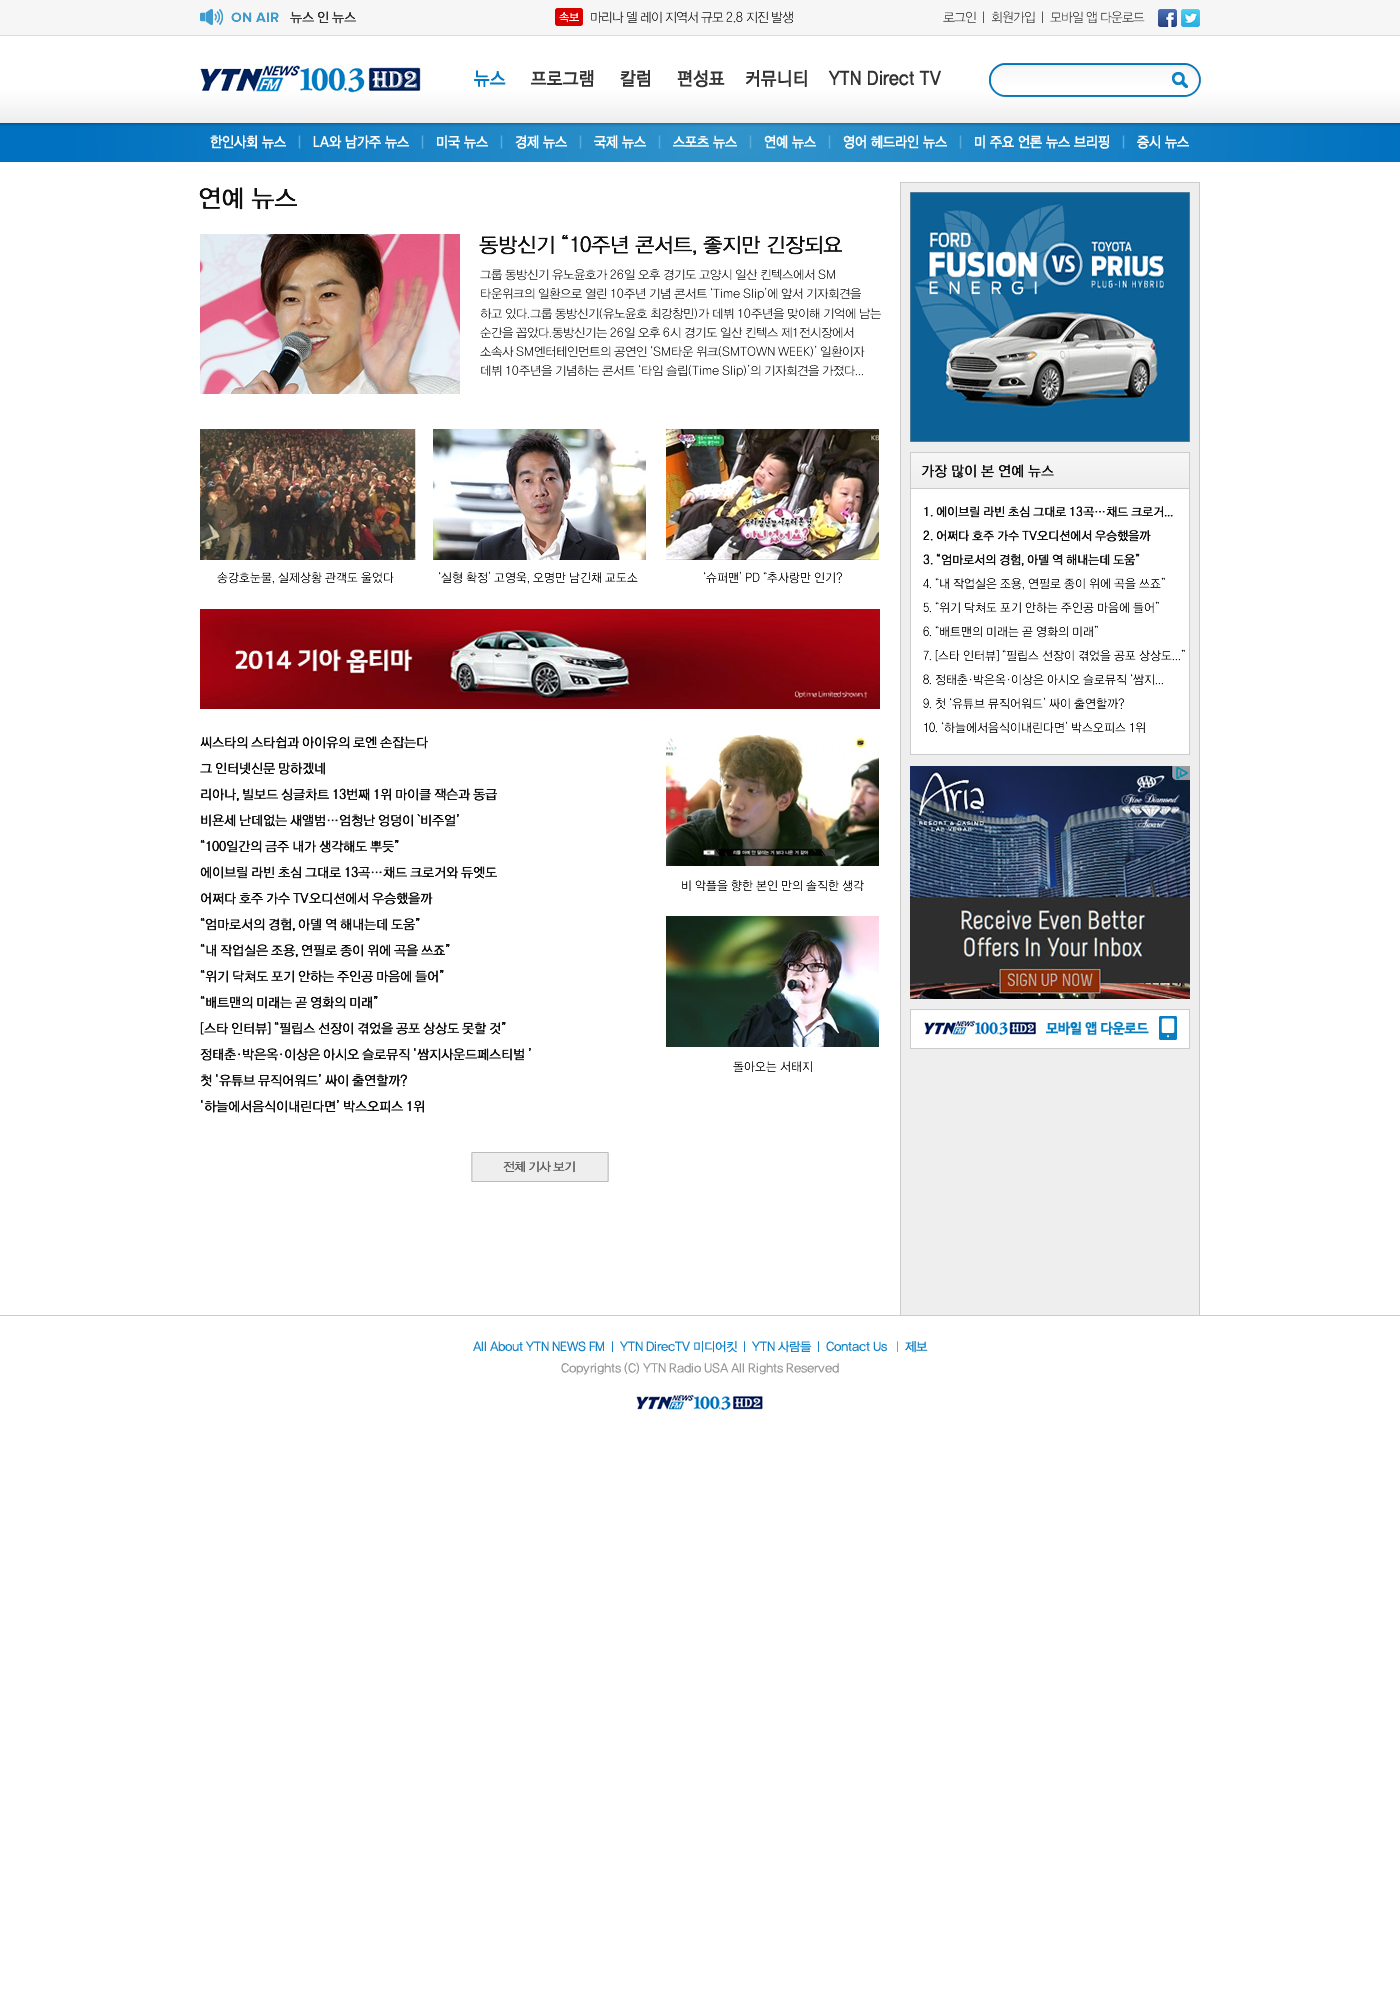 ON AIR 뉴스 인 뉴스
속보 마리나 델 레이 지역서 규모 2.8 지진 발생
로그인 | 회원가입 | 모바일 앱 다운로드
YTN NEWS FM 100.3 HD2
뉴스 프로그램 칼럼 편성표 커뮤니티 YTN Direct TV
한인사회 뉴스 | LA와 남가주 뉴스 | 미국 뉴스 | 경제 뉴스 | 국제 뉴스 | 스포츠 뉴스 | 연예 뉴스 | 영어 헤드라인 뉴스 | 미 주요 언론 뉴스 브리핑 | 증시 뉴스
연예 뉴스
동방신기 “10주년 콘서트, 좋지만 긴장되요
그룹 동방신기 유노윤호가 26일 오후 경기도 고양시 일산 킨텍스에서 SM
타운위크의 일환으로 열린 10주년 기념 콘서트 ‘Time Slip’에 앞서 기자회견을
하고 있다.그룹 동방신기(유노윤호 최강창민)가 데뷔 10주년을 맞이해 기억에 남는
순간을 꼽았다.동방신기는 26일 오후 6시 경기도 일산 킨텍스 제1전시장에서
소속사 SM엔터테인먼트의 공연인 ‘SM타운 위크(SMTOWN WEEK)’ 일환이자
데뷔 10주년을 기념하는 콘서트 ‘타임 슬립(Time Slip)’의 기자회견을 가졌다...
송강호눈물, 실제상황 관객도 울었다
‘실형 확정’ 고영욱, 오명만 남긴채 교도소
‘슈퍼맨’ PD “추사랑만 인기?
2014 기아 옵티마
Optima Limited shown.†
씨스타의 스타쉽과 아이유의 로엔 손잡는다
그 인터넷신문 망하겠네
리아나, 빌보드 싱글차트 13번째 1위 마이클 잭슨과 동급
비욘세 난데없는 새앨범…엄청난 엉덩이 ‘비주얼’
“100일간의 금주 내가 생각해도 뿌듯”
에이브릴 라빈 초심 그대로 13곡…채드 크로거와 듀엣도
어쩌다 호주 가수 TV오디션에서 우승했을까
“엄마로서의 경험, 아델 역 해내는데 도움”
“내 작업실은 조용, 연필로 종이 위에 곡을 쓰죠”
“위기 닥쳐도 포기 안하는 주인공 마음에 들어”
“배트맨의 미래는 곧 영화의 미래”
[스타 인터뷰] “필립스 선장이 겪었을 공포 상상도 못할 것”
정태춘·박은옥·이상은 아시오 슬로뮤직 ‘쌈지사운드페스티벌 ’
첫 ‘유튜브 뮤직어워드’ 싸이 출연할까?
‘하늘에서음식이내린다면’ 박스오피스 1위
비 악플을 향한 본인 만의 솔직한 생각
돌아오는 서태지
전체 기사 보기
FORD
FUSION
ENERGI
VS
TOYOTA
PRIUS
PLUG-IN HYBRID
가장 많이 본 연예 뉴스
1. 에이브릴 라빈 초심 그대로 13곡…채드 크로거...
2. 어쩌다 호주 가수 TV오디션에서 우승했을까
3. “엄마로서의 경험, 아델 역 해내는데 도움”
4. “내 작업실은 조용, 연필로 종이 위에 곡을 쓰죠”
5. “위기 닥쳐도 포기 안하는 주인공 마음에 들어”
6. “배트맨의 미래는 곧 영화의 미래”
7. [스타 인터뷰] “필립스 선장이 겪었을 공포 상상도...”
8. 정태춘·박은옥·이상은 아시오 슬로뮤직 ‘쌈지...
9. 첫 ‘유튜브 뮤직어워드’ 싸이 출연할까?
10. ‘하늘에서음식이내린다면’ 박스오피스 1위
Aria
RESORT & CASINO
LAS VEGAS
Five Diamond
Award
Receive Even Better
Offers In Your Inbox
SIGN UP NOW
YTN NEWS FM 100.3 HD2 모바일 앱 다운로드
All About YTN NEWS FM | YTN DirecTV 미디어킷 | YTN 사람들 | Contact Us | 제보
Copyrights (C) YTN Radio USA All Rights Reserved
YTN NEWS FM 100.3 HD2